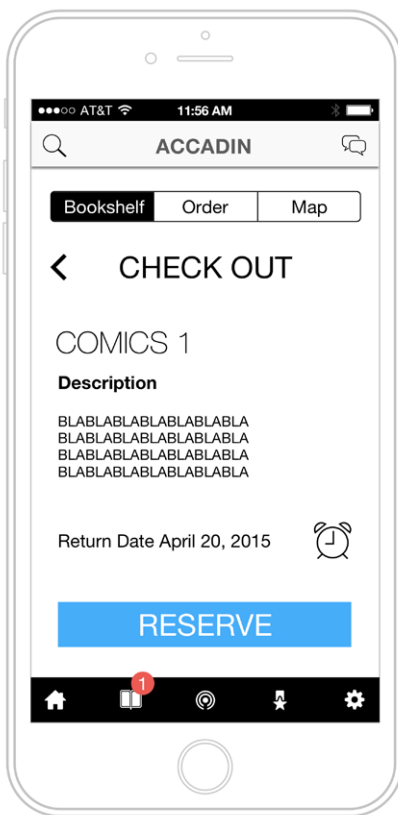 AT&T 11:56 AM
ACCADIN
Bookshelf Order Map
CHECK OUT
COMICS 1
Description
BLABLABLABLABLABLABLA
BLABLABLABLABLABLABLA
BLABLABLABLABLABLABLA
BLABLABLABLABLABLABLA
Return Date April 20, 2015
RESERVE
1